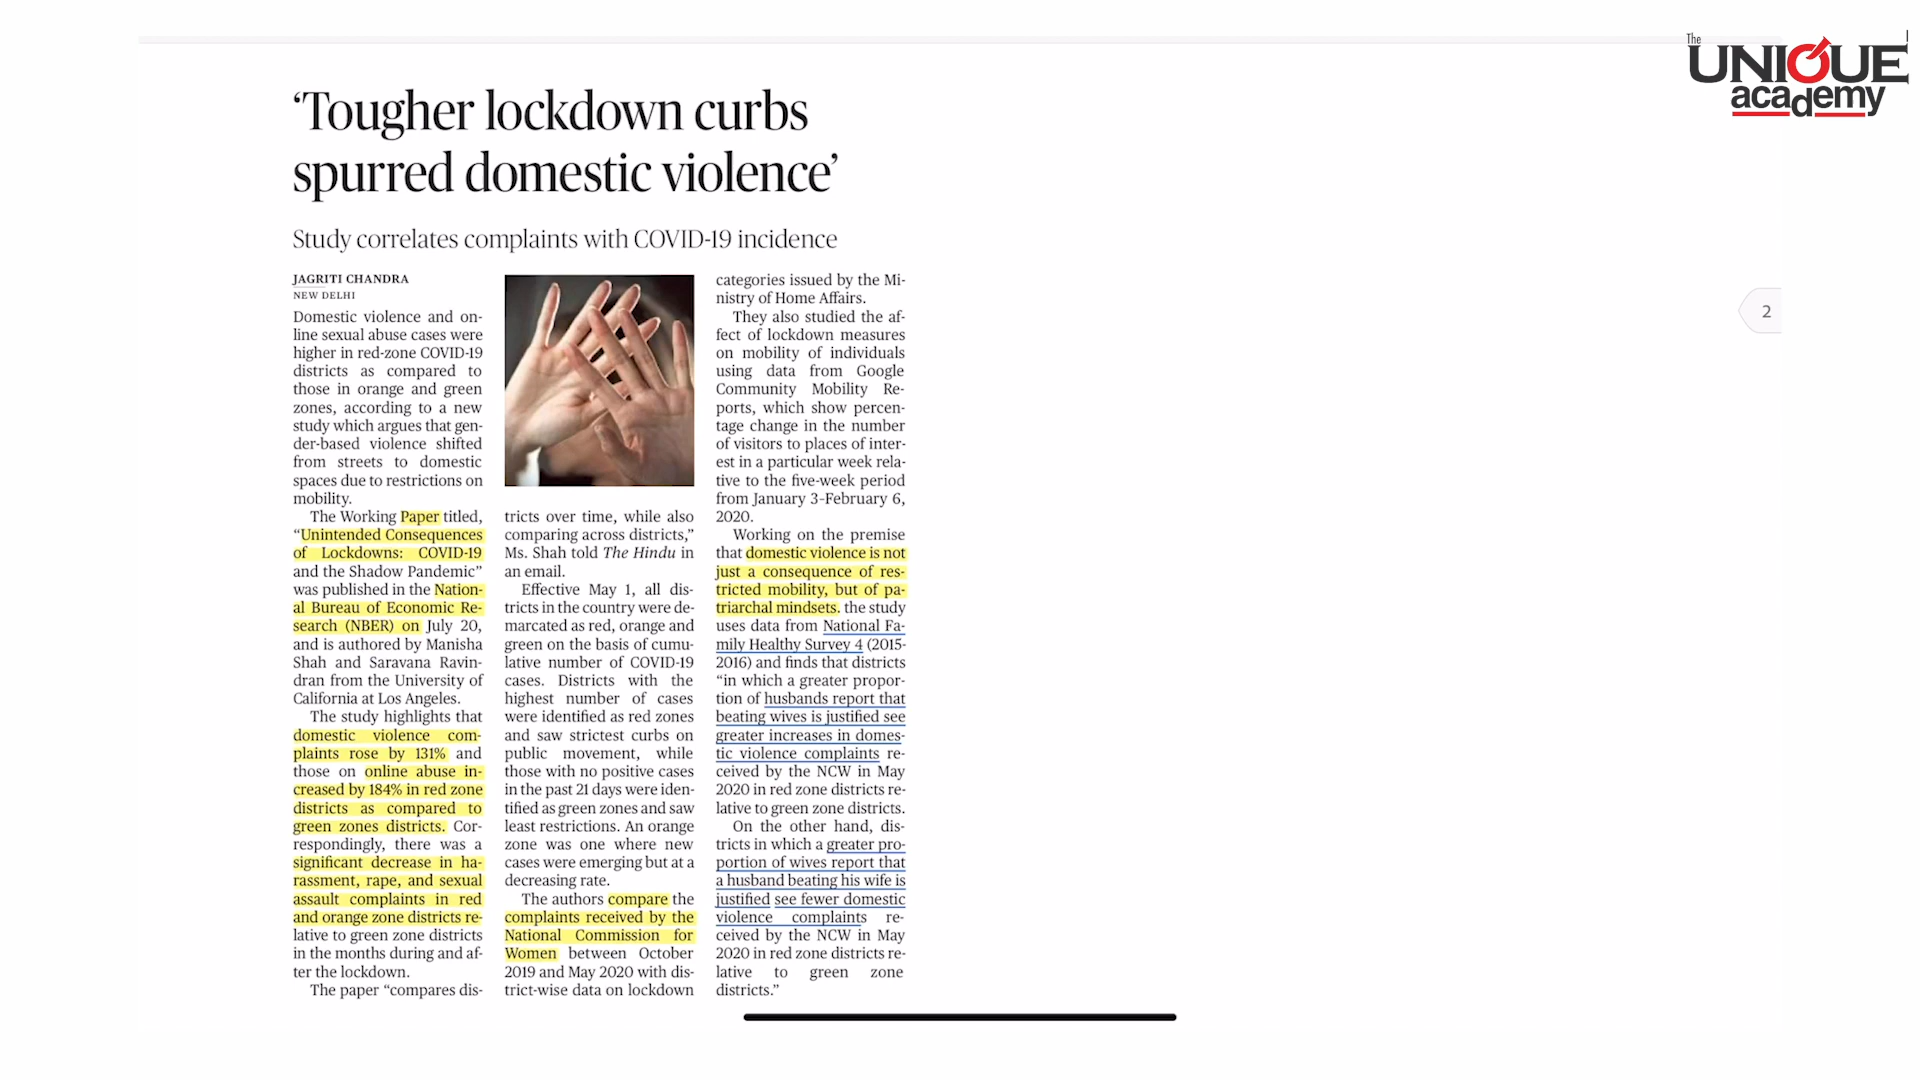 The
UNIQUE
academy
‘Tougher lockdown curbs
spurred domestic violence’
Study correlates complaints with COVID-19 incidence
JAGRITI CHANDRA
NEW DELHI
Domestic violence and on-
line sexual abuse cases were
higher in red-zone COVID-19
districts as compared to
those in orange and green
zones, according to a new
study which argues that gen-
der-based violence shifted
from streets to domestic
spaces due to restrictions on
mobility.
The Working Paper titled,
“Unintended Consequences
of Lockdowns: COVID-19
and the Shadow Pandemic”
was published in the Nation-
al Bureau of Economic Re-
search (NBER) on July 20,
and is authored by Manisha
Shah and Saravana Ravin-
dran from the University of
California at Los Angeles.
The study highlights that
domestic violence com-
plaints rose by 131% and
those on online abuse in-
creased by 184% in red zone
districts as compared to
green zones districts. Cor-
respondingly, there was a
significant decrease in ha-
rassment, rape, and sexual
assault complaints in red
and orange zone districts re-
lative to green zone districts
in the months during and af-
ter the lockdown.
The paper “compares dis-
tricts over time, while also
comparing across districts,”
Ms. Shah told The Hindu in
an email.
Effective May 1, all dis-
tricts in the country were de-
marcated as red, orange and
green on the basis of cumu-
lative number of COVID-19
cases. Districts with the
highest number of cases
were identified as red zones
and saw strictest curbs on
public movement, while
those with no positive cases
in the past 21 days were iden-
tified as green zones and saw
least restrictions. An orange
zone was one where new
cases were emerging but at a
decreasing rate.
The authors compare the
complaints received by the
National Commission for
Women between October
2019 and May 2020 with dis-
trict-wise data on lockdown
categories issued by the Mi-
nistry of Home Affairs.
They also studied the af-
fect of lockdown measures
on mobility of individuals
using data from Google
Community Mobility Re-
ports, which show percen-
tage change in the number
of visitors to places of inter-
est in a particular week rela-
tive to the five-week period
from January 3-February 6,
2020.
Working on the premise
that domestic violence is not
just a consequence of res-
tricted mobility, but of pa-
triarchal mindsets. the study
uses data from National Fa-
mily Healthy Survey 4 (2015-
2016) and finds that districts
“in which a greater propor-
tion of husbands report that
beating wives is justified see
greater increases in domes-
tic violence complaints re-
ceived by the NCW in May
2020 in red zone districts re-
lative to green zone districts.
On the other hand, dis-
tricts in which a greater pro-
portion of wives report that
a husband beating his wife is
justified see fewer domestic
violence complaints re-
ceived by the NCW in May
2020 in red zone districts re-
lative to green zone
districts.”
2